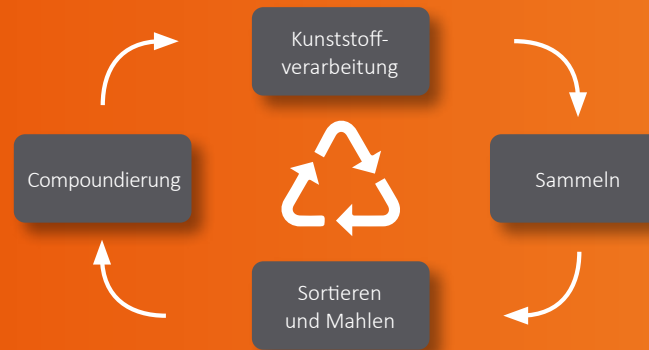 Kunststoff-
verarbeitung
Compoundierung
Sammeln
Sortieren
und Mahlen